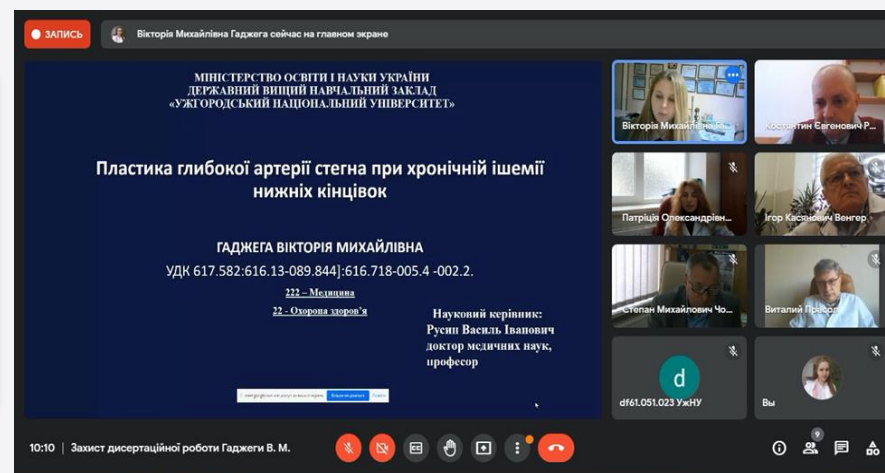 ЗАПИСЬ
Вікторія Михайлівна Гаджега сейчас на главном экране
МІНІСТЕРСТВО ОСВІТИ І НАУКИ УКРАЇНИ
ДЕРЖАВНИЙ ВИЩИЙ НАВЧАЛЬНИЙ ЗАКЛАД
«УЖГОРОДСЬКИЙ НАЦІОНАЛЬНИЙ УНІВЕРСИТЕТ»
Пластика глибокої артерії стегна при хронічній ішемії
нижніх кінцівок
ГАДЖЕГА ВІКТОРІЯ МИХАЙЛІВНА
УДК 617.582:616.13-089.844]:616.718-005.4 -002.2.
222 – Медицина
22 - Охорона здоров'я
Науковий керівник:
Русин Василь Іванович
доктор медичних наук,
професор
Вікторія Михайлівна
Костянтин Євгенович Р...
Патріція Олександрівн...
Ігор Касянович Венгер
Степан Михайлович Чо...
Виталий Прасол
d
df61.051.023 УжНУ
Вы
10:10 | Захист дисертаційної роботи Гаджеги В. М.
9